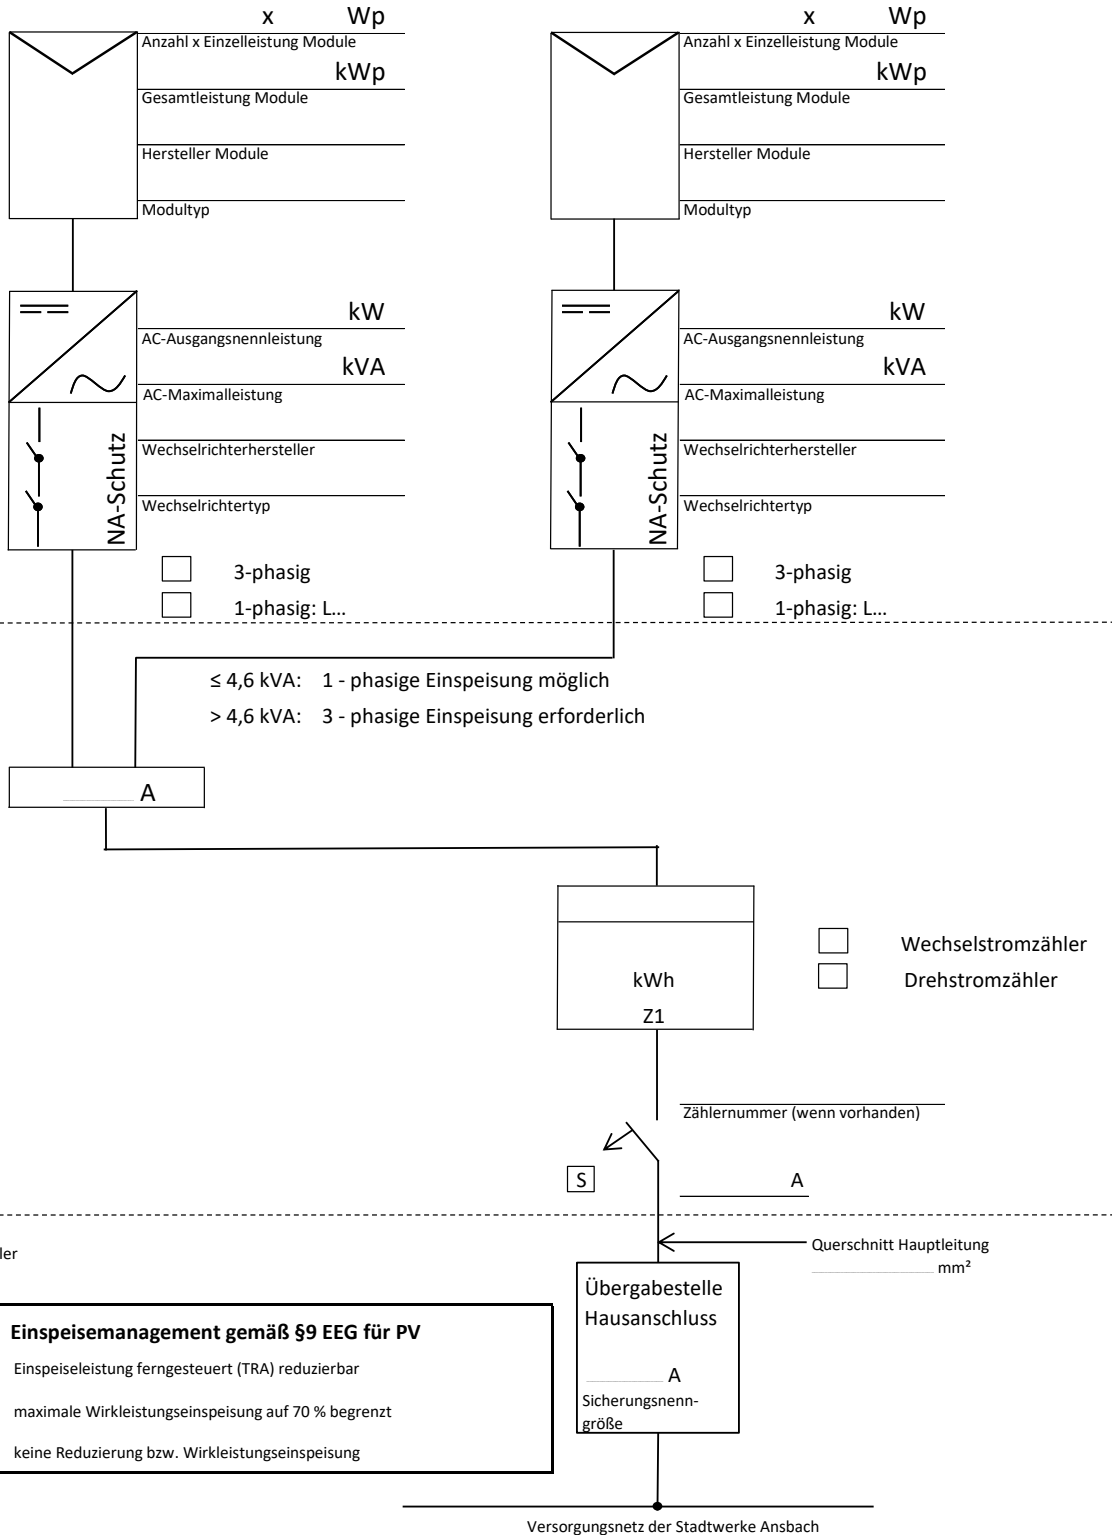 x Wp
Anzahl x Einzelleistung Module
kWp
Gesamtleistung Module
Hersteller Module
Modultyp
kW
AC-Ausgangsnennleistung
kVA
AC-Maximalleistung
Wechselrichterhersteller
Wechselrichtertyp
NA-Schutz
3-phasig
1-phasig: L...
x Wp
Anzahl x Einzelleistung Module
kWp
Gesamtleistung Module
Hersteller Module
Modultyp
kW
AC-Ausgangsnennleistung
kVA
AC-Maximalleistung
Wechselrichterhersteller
Wechselrichtertyp
NA-Schutz
3-phasig
1-phasig: L...
≤ 4,6 kVA: 1 - phasige Einspeisung möglich
> 4,6 kVA: 3 - phasige Einspeisung erforderlich
A
kWh
Z1
Wechselstromzähler
Drehstromzähler
Zählernummer (wenn vorhanden)
S
A
ler
Querschnitt Hauptleitung
mm²
Übergabestelle
Hausanschluss
A
Sicherungsnenn-
größe
Einspeisemanagement gemäß §9 EEG für PV
Einspeiseleistung ferngesteuert (TRA) reduzierbar
maximale Wirkleistungseinspeisung auf 70 % begrenzt
keine Reduzierung bzw. Wirkleistungseinspeisung
Versorgungsnetz der Stadtwerke Ansbach